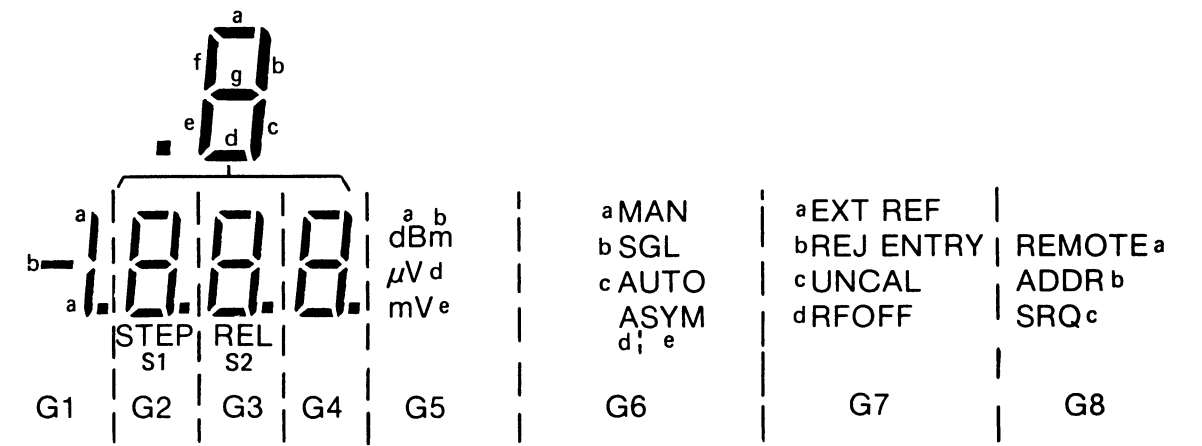 a
f b
g
e c
d
a a b a MAN a EXT REF
dBm b SGL b REJ ENTRY REMOTE a
b μV d c AUTO c UNCAL ADDR b
a mV e ASYM d RFOFF SRQ c
STEP REL d e
S1 S2
G1 G2 G3 G4 G5 G6 G7 G8